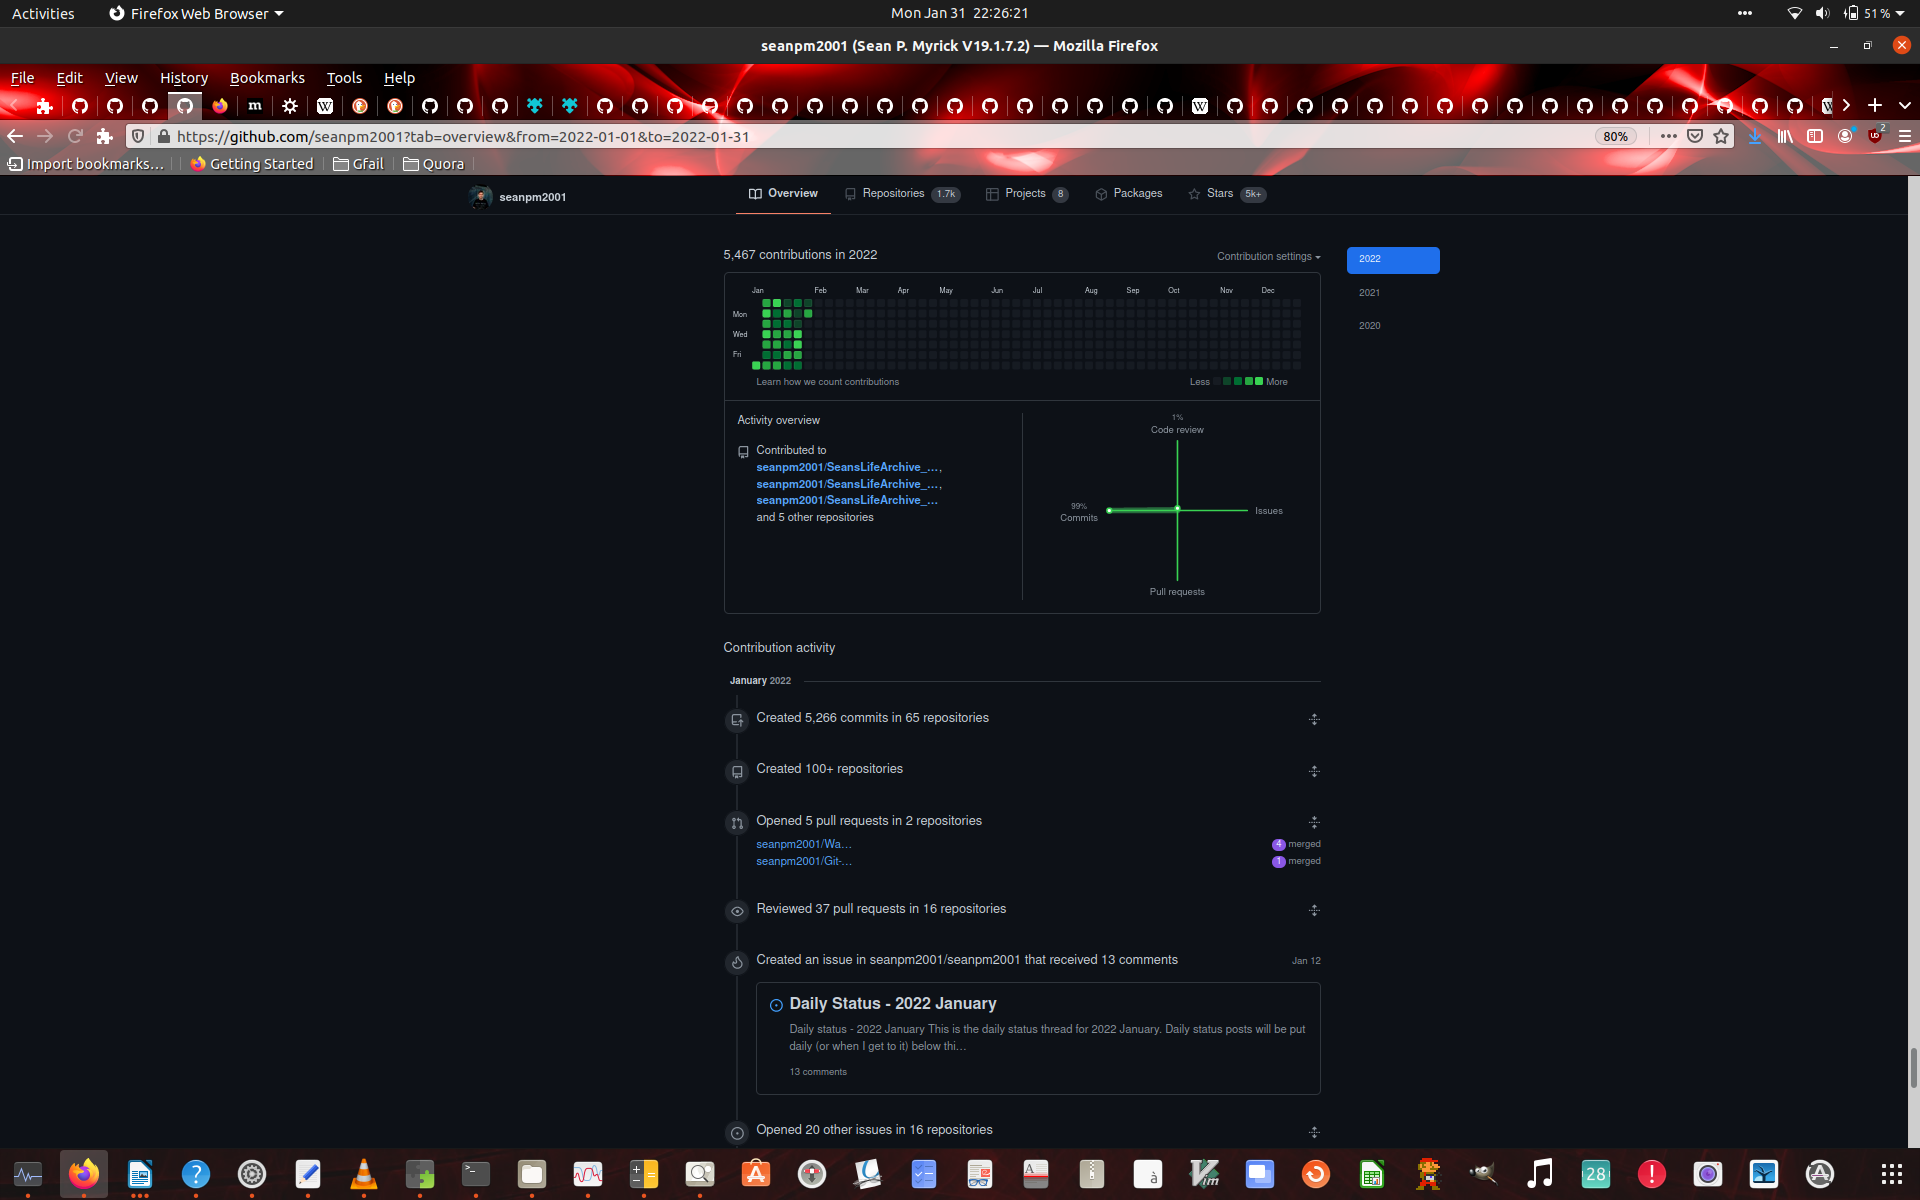 Activities
Firefox Web Browser
Mon Jan 31 22:26:21
51 %
seanpm2001 (Sean P. Myrick V19.1.7.2) — Mozilla Firefox
File Edit View History Bookmarks Tools Help
https://github.com/seanpm2001?tab=overview&from=2022-01-01&to=2022-01-31
80%
2
Import bookmarks…
Getting Started
Gfail
Quora
seanpm2001
Overview
Repositories 1.7k
Projects 8
Packages
Stars 5k+
5,467 contributions in 2022
Contribution settings
2022
2021
2020
Jan Feb Mar Apr May Jun Jul Aug Sep Oct Nov Dec
Mon
Wed
Fri
Learn how we count contributions
Less More
Activity overview
Contributed to
seanpm2001/SeansLifeArchive_…,
seanpm2001/SeansLifeArchive_…,
seanpm2001/SeansLifeArchive_…
and 5 other repositories
1%
Code review
99%
Commits
Issues
Pull requests
Contribution activity
January 2022
Created 5,266 commits in 65 repositories
Created 100+ repositories
Opened 5 pull requests in 2 repositories
seanpm2001/Wa… 4 merged
seanpm2001/Git-… 1 merged
Reviewed 37 pull requests in 16 repositories
Created an issue in seanpm2001/seanpm2001 that received 13 comments Jan 12
Daily Status - 2022 January
Daily status - 2022 January This is the daily status thread for 2022 January. Daily status posts will be put
daily (or when I get to it) below thi…
13 comments
Opened 20 other issues in 16 repositories
28